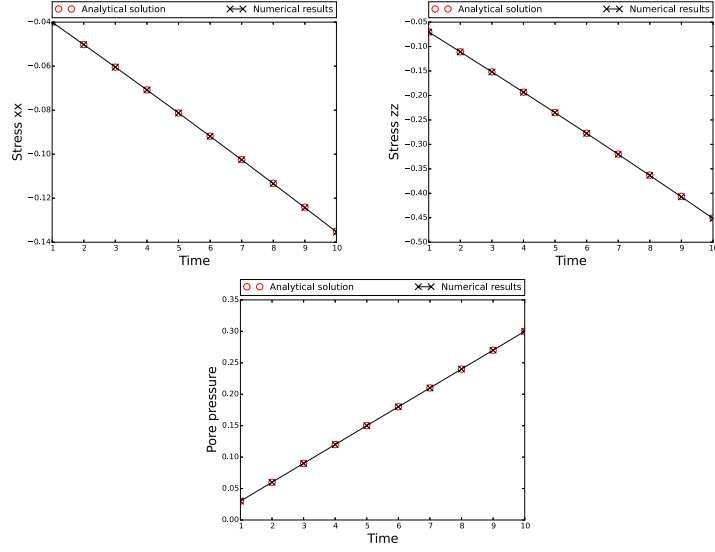 Analytical solution Numerical results
−0.04
−0.06
−0.08
−0.10
−0.12
−0.14
Stress xx
1 2 3 4 5 6 7 8 9 10
Time
Analytical solution Numerical results
−0.05
−0.10
−0.15
−0.20
−0.25
−0.30
−0.35
−0.40
−0.45
−0.50
Stress zz
1 2 3 4 5 6 7 8 9 10
Time
Analytical solution Numerical results
0.35
0.30
0.25
0.20
0.15
0.10
0.05
0.00
Pore pressure
1 2 3 4 5 6 7 8 9 10
Time